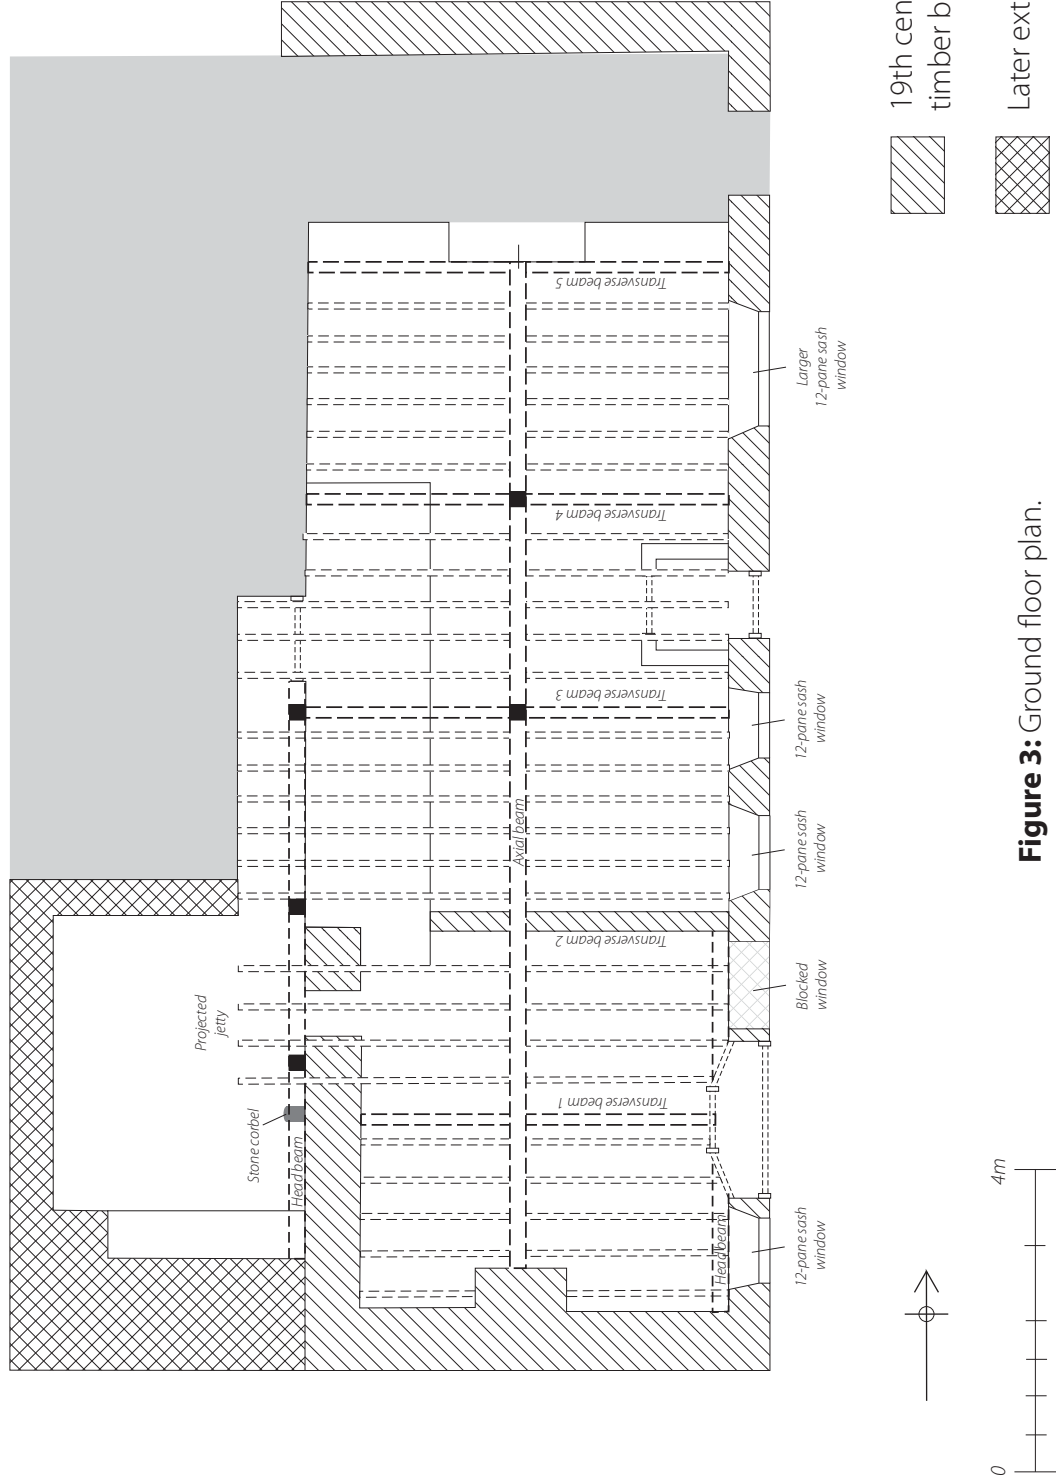 19th cen
timber b
Later ext
Transverse beam 5
Larger
12-pane sash
window
Transverse beam 4
Transverse beam 3
12-pane sash
window
Axial beam
12-pane sash
window
Transverse beam 2
Blocked
window
Projected
jetty
Transverse beam 1
Stone corbel
Head beam
Head beam
12-pane sash
window
0
4m
Figure 3: Ground floor plan.